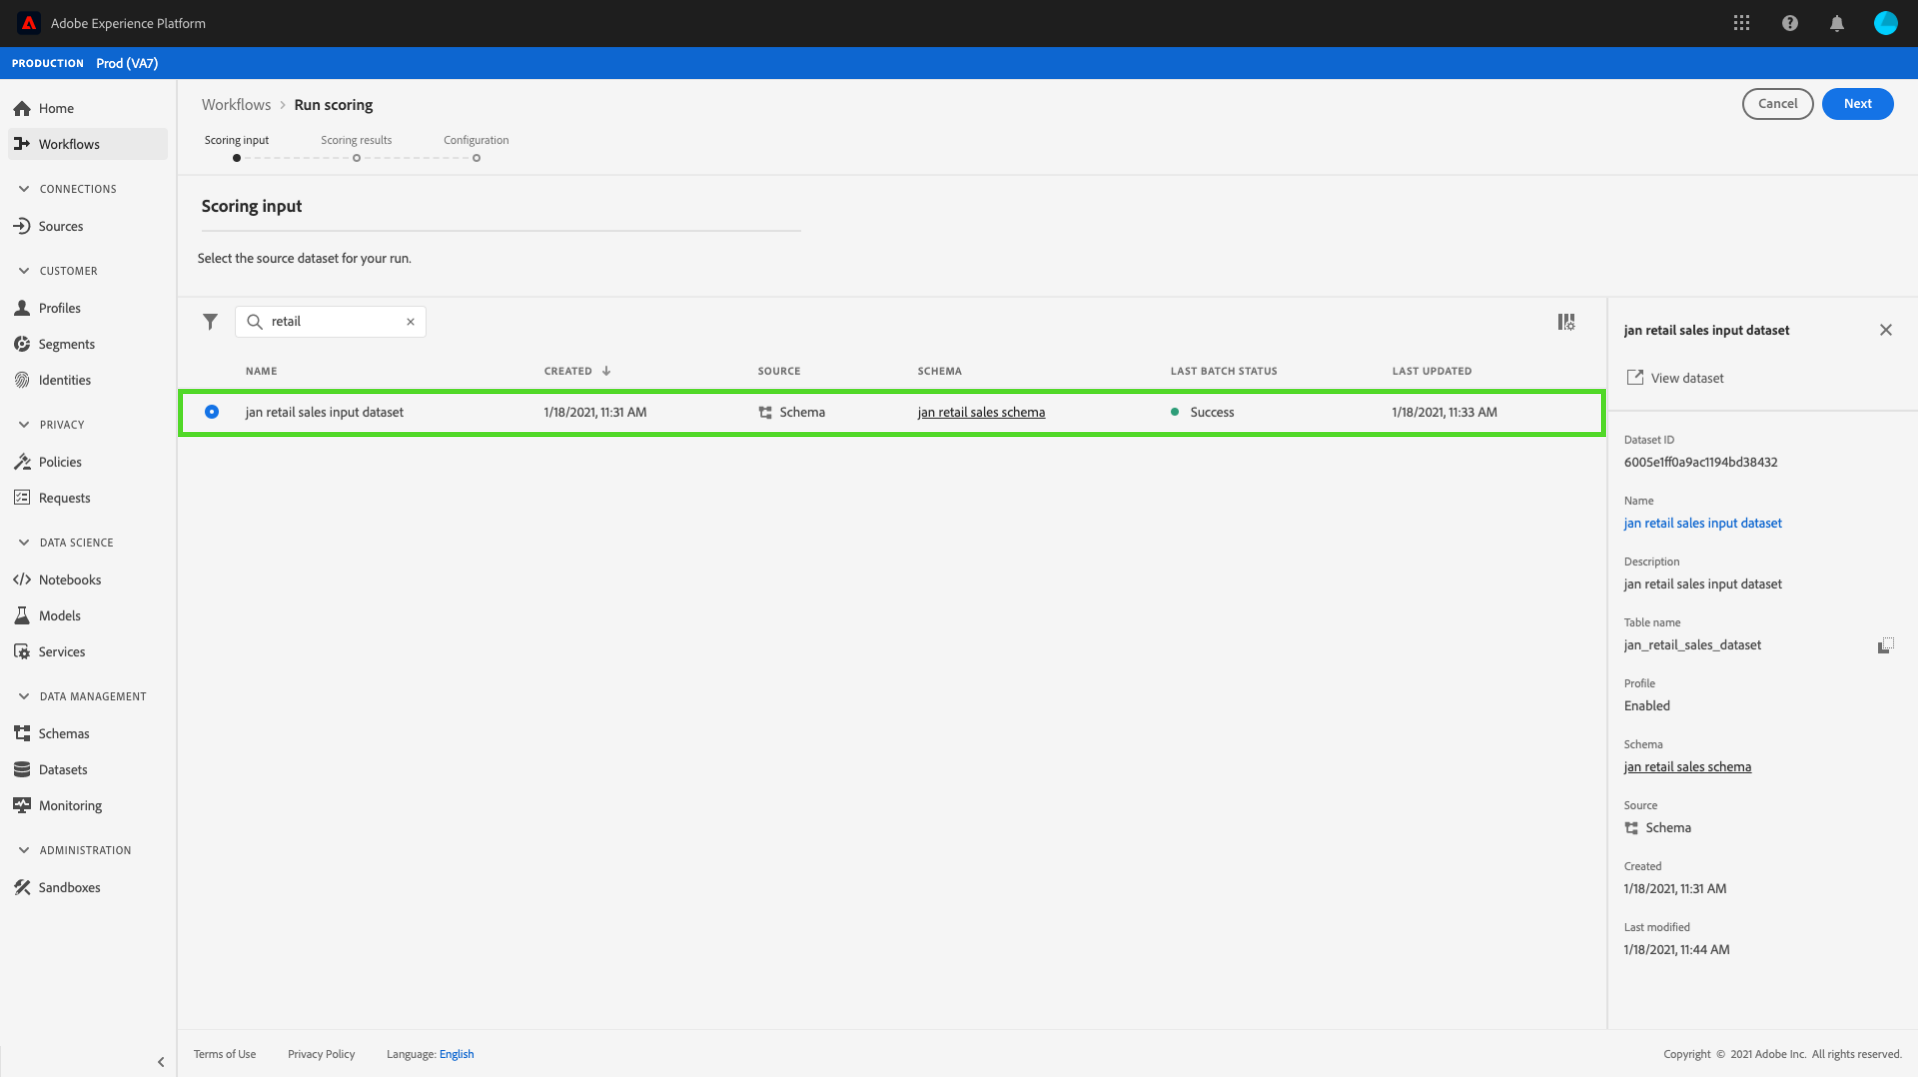 Adobe Experience Platform
PRODUCTION Prod (VA7)
Home
Workflows
CONNECTIONS
Sources
CUSTOMER
Profiles
Segments
Identities
PRIVACY
Policies
Requests
DATA SCIENCE
Notebooks
Models
Services
DATA MANAGEMENT
Schemas
Datasets
Monitoring
ADMINISTRATION
Sandboxes
Workflows > Run scoring
Cancel
Next
Scoring input Scoring results Configuration
Scoring input
Select the source dataset for your run.
retail
NAME CREATED ↓ SOURCE SCHEMA LAST BATCH STATUS LAST UPDATED
jan retail sales input dataset 1/18/2021, 11:31 AM Schema jan retail sales schema Success 1/18/2021, 11:33 AM
jan retail sales input dataset
View dataset
Dataset ID
6005e1ff0a9ac1194bd38432
Name
jan retail sales input dataset
Description
jan retail sales input dataset
Table name
jan_retail_sales_dataset
Profile
Enabled
Schema
jan retail sales schema
Source
Schema
Created
1/18/2021, 11:31 AM
Last modified
1/18/2021, 11:44 AM
Terms of Use Privacy Policy Language: English
Copyright © 2021 Adobe Inc. All rights reserved.